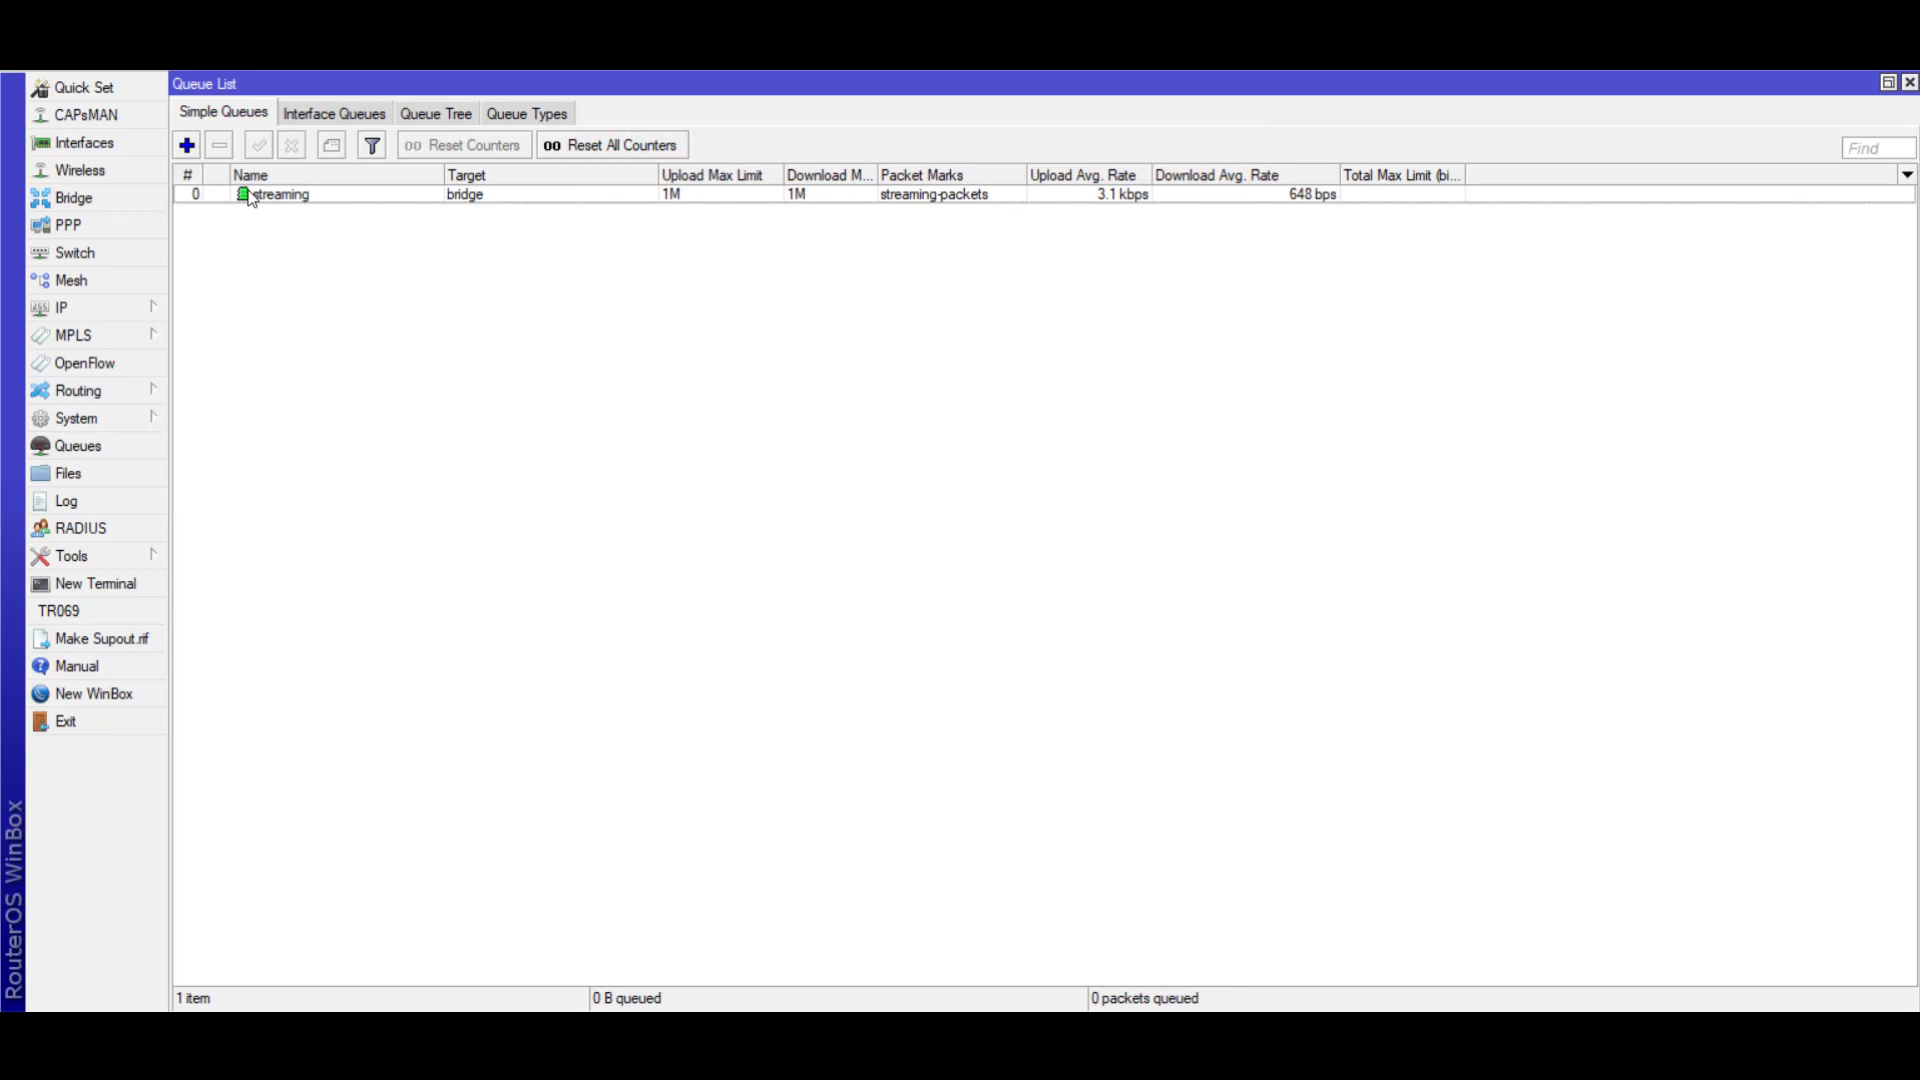 Queue List
Simple Queues Interface Queues Queue Tree Queue Types
00 Reset Counters 00 Reset All Counters Find
# Name Target Upload Max Limit Download M... Packet Marks Upload Avg. Rate Download Avg. Rate Total Max Limit (bi...
0 streaming bridge 1M 1M streaming-packets 3.1 kbps 648 bps
Quick Set
CAPsMAN
Interfaces
Wireless
Bridge
PPP
Switch
Mesh
IP
MPLS
OpenFlow
Routing
System
Queues
Files
Log
RADIUS
Tools
New Terminal
TR069
Make Supout.rif
Manual
New WinBox
Exit
RouterOS WinBox
1 item 0 B queued 0 packets queued